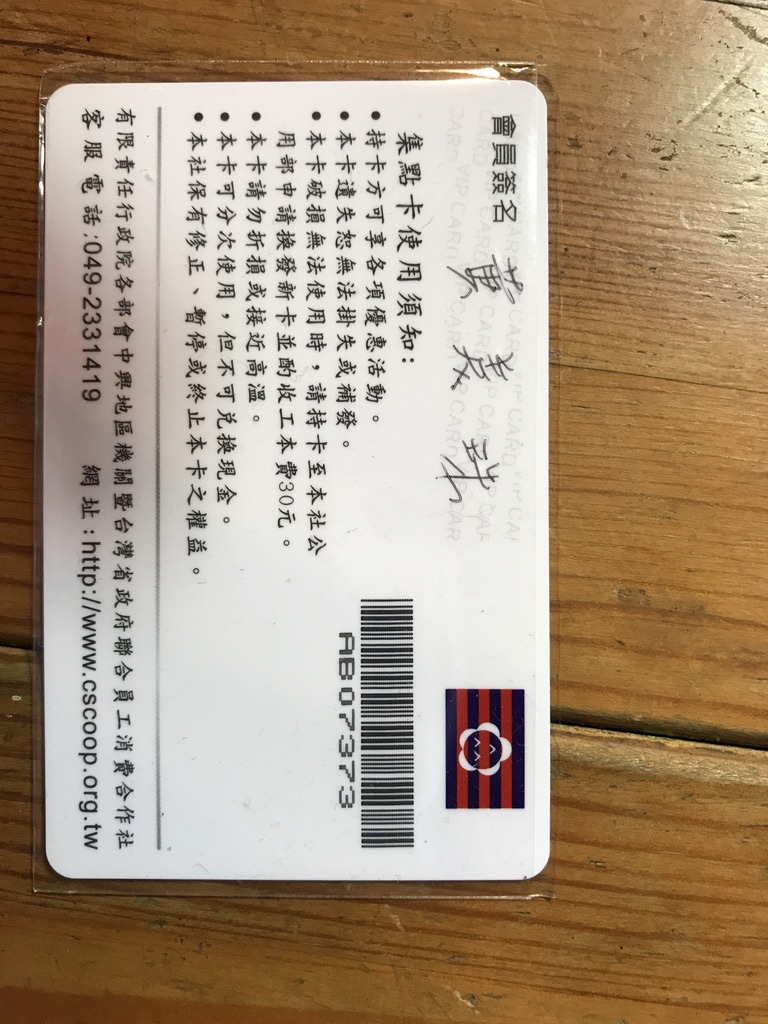 會員簽名
VIP CARD
集點卡使用須知:
●持卡方可享各項優惠活動。
●本卡遺失恕無法掛失或補發。
●本卡破損無法使用時,請持卡至本社公
用部申請換發新卡並酌收工本費30元。
●本卡請勿折損或接近高溫。
●本卡可分次使用,但不可兌換現金。
●本社保有修正、暫停或終止本卡之權益。
AB07373
有限責任行政院各部會中興地區機關暨台灣省政府聯合員工消費合作社
客服電話:049-2331419 網址:http://www.cscoop.org.tw